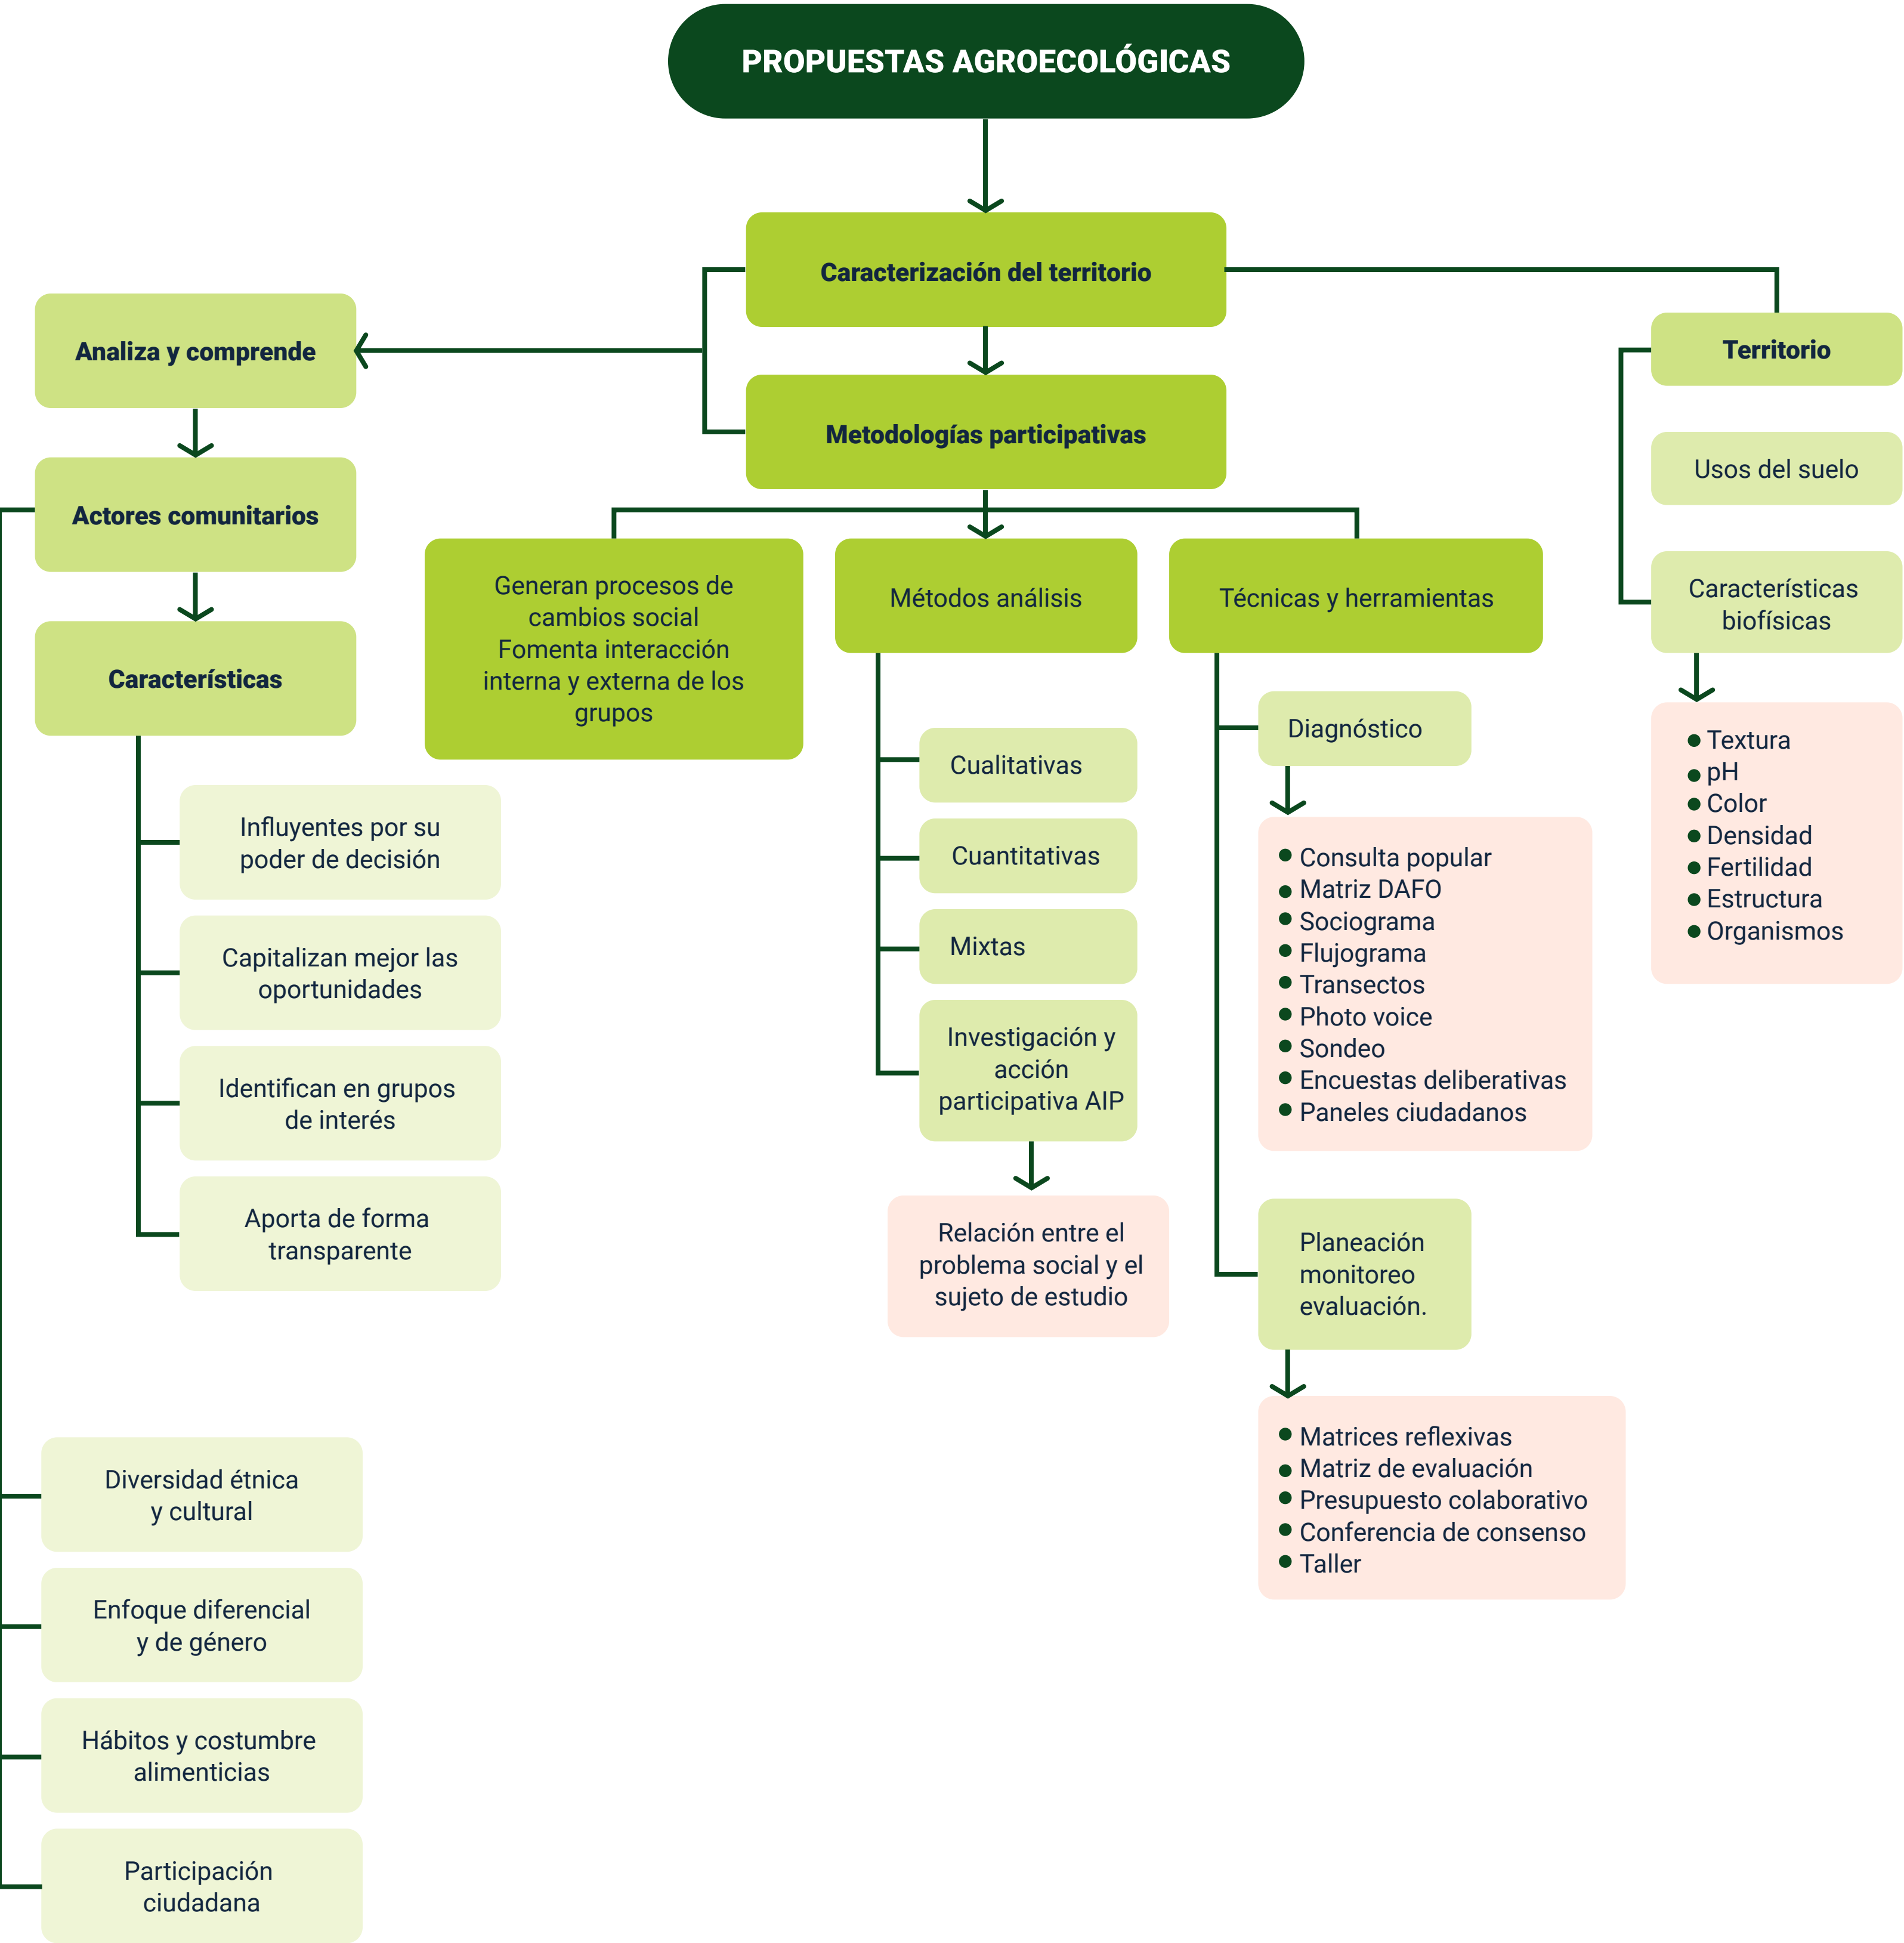 PROPUESTAS AGROECOLÓGICAS
Caracterización del territorio
Metodologías participativas
Analiza y comprende
Actores comunitarios
Características
Influyentes por su
poder de decisión
Capitalizan mejor las
oportunidades
Identifican en grupos
de interés
Aporta de forma
transparente
Diversidad étnica
y cultural
Enfoque diferencial
y de género
Hábitos y costumbre
alimenticias
Participación
ciudadana
Generan procesos de
cambios social
Fomenta interacción
interna y externa de los
grupos
Métodos análisis
Cualitativas
Cuantitativas
Mixtas
Investigación y
acción
participativa AIP
Relación entre el
problema social y el
sujeto de estudio
Técnicas y herramientas
Diagnóstico
Consulta popular
Matriz DAFO
Sociograma
Flujograma
Transectos
Photo voice
Sondeo
Encuestas deliberativas
Paneles ciudadanos
Planeación
monitoreo
evaluación.
Matrices reflexivas
Matriz de evaluación
Presupuesto colaborativo
Conferencia de consenso
Taller
Territorio
Usos del suelo
Características
biofísicas
Textura
pH
Color
Densidad
Fertilidad
Estructura
Organismos